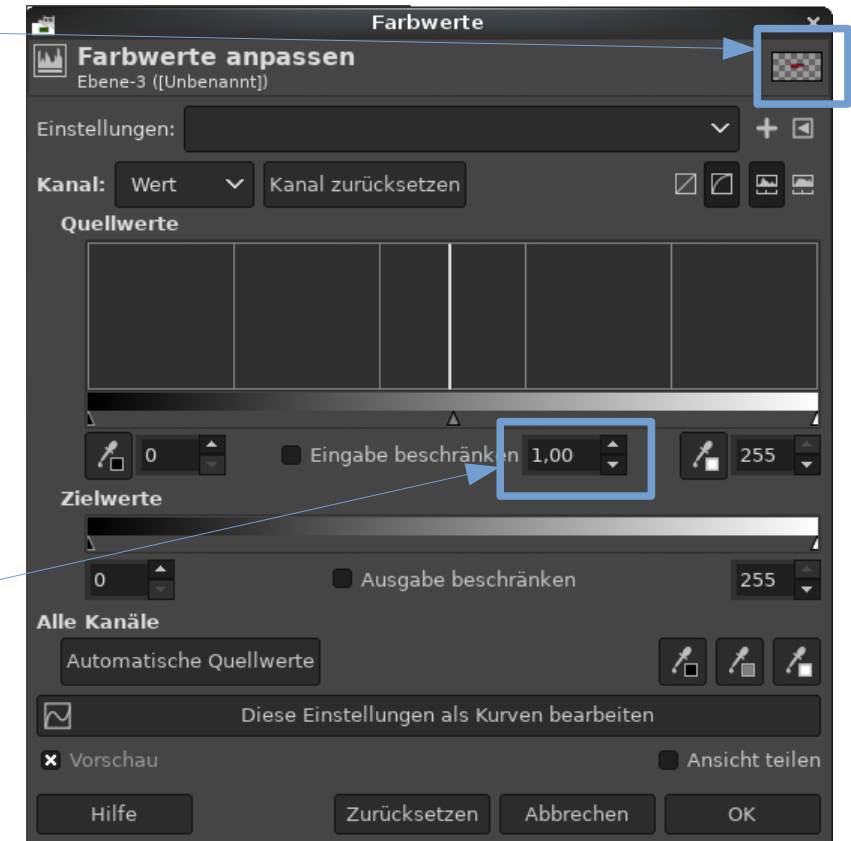 Farbwerte
Farbwerte anpassen
Ebene-3 ([Unbenannt])
Einstellungen:
Kanal: Wert Kanal zurücksetzen
Quellwerte
0 Eingabe beschränken 1,00 255
Zielwerte
0 Ausgabe beschränken 255
Alle Kanäle
Automatische Quellwerte
Diese Einstellungen als Kurven bearbeiten
Vorschau Ansicht teilen
Hilfe Zurücksetzen Abbrechen OK